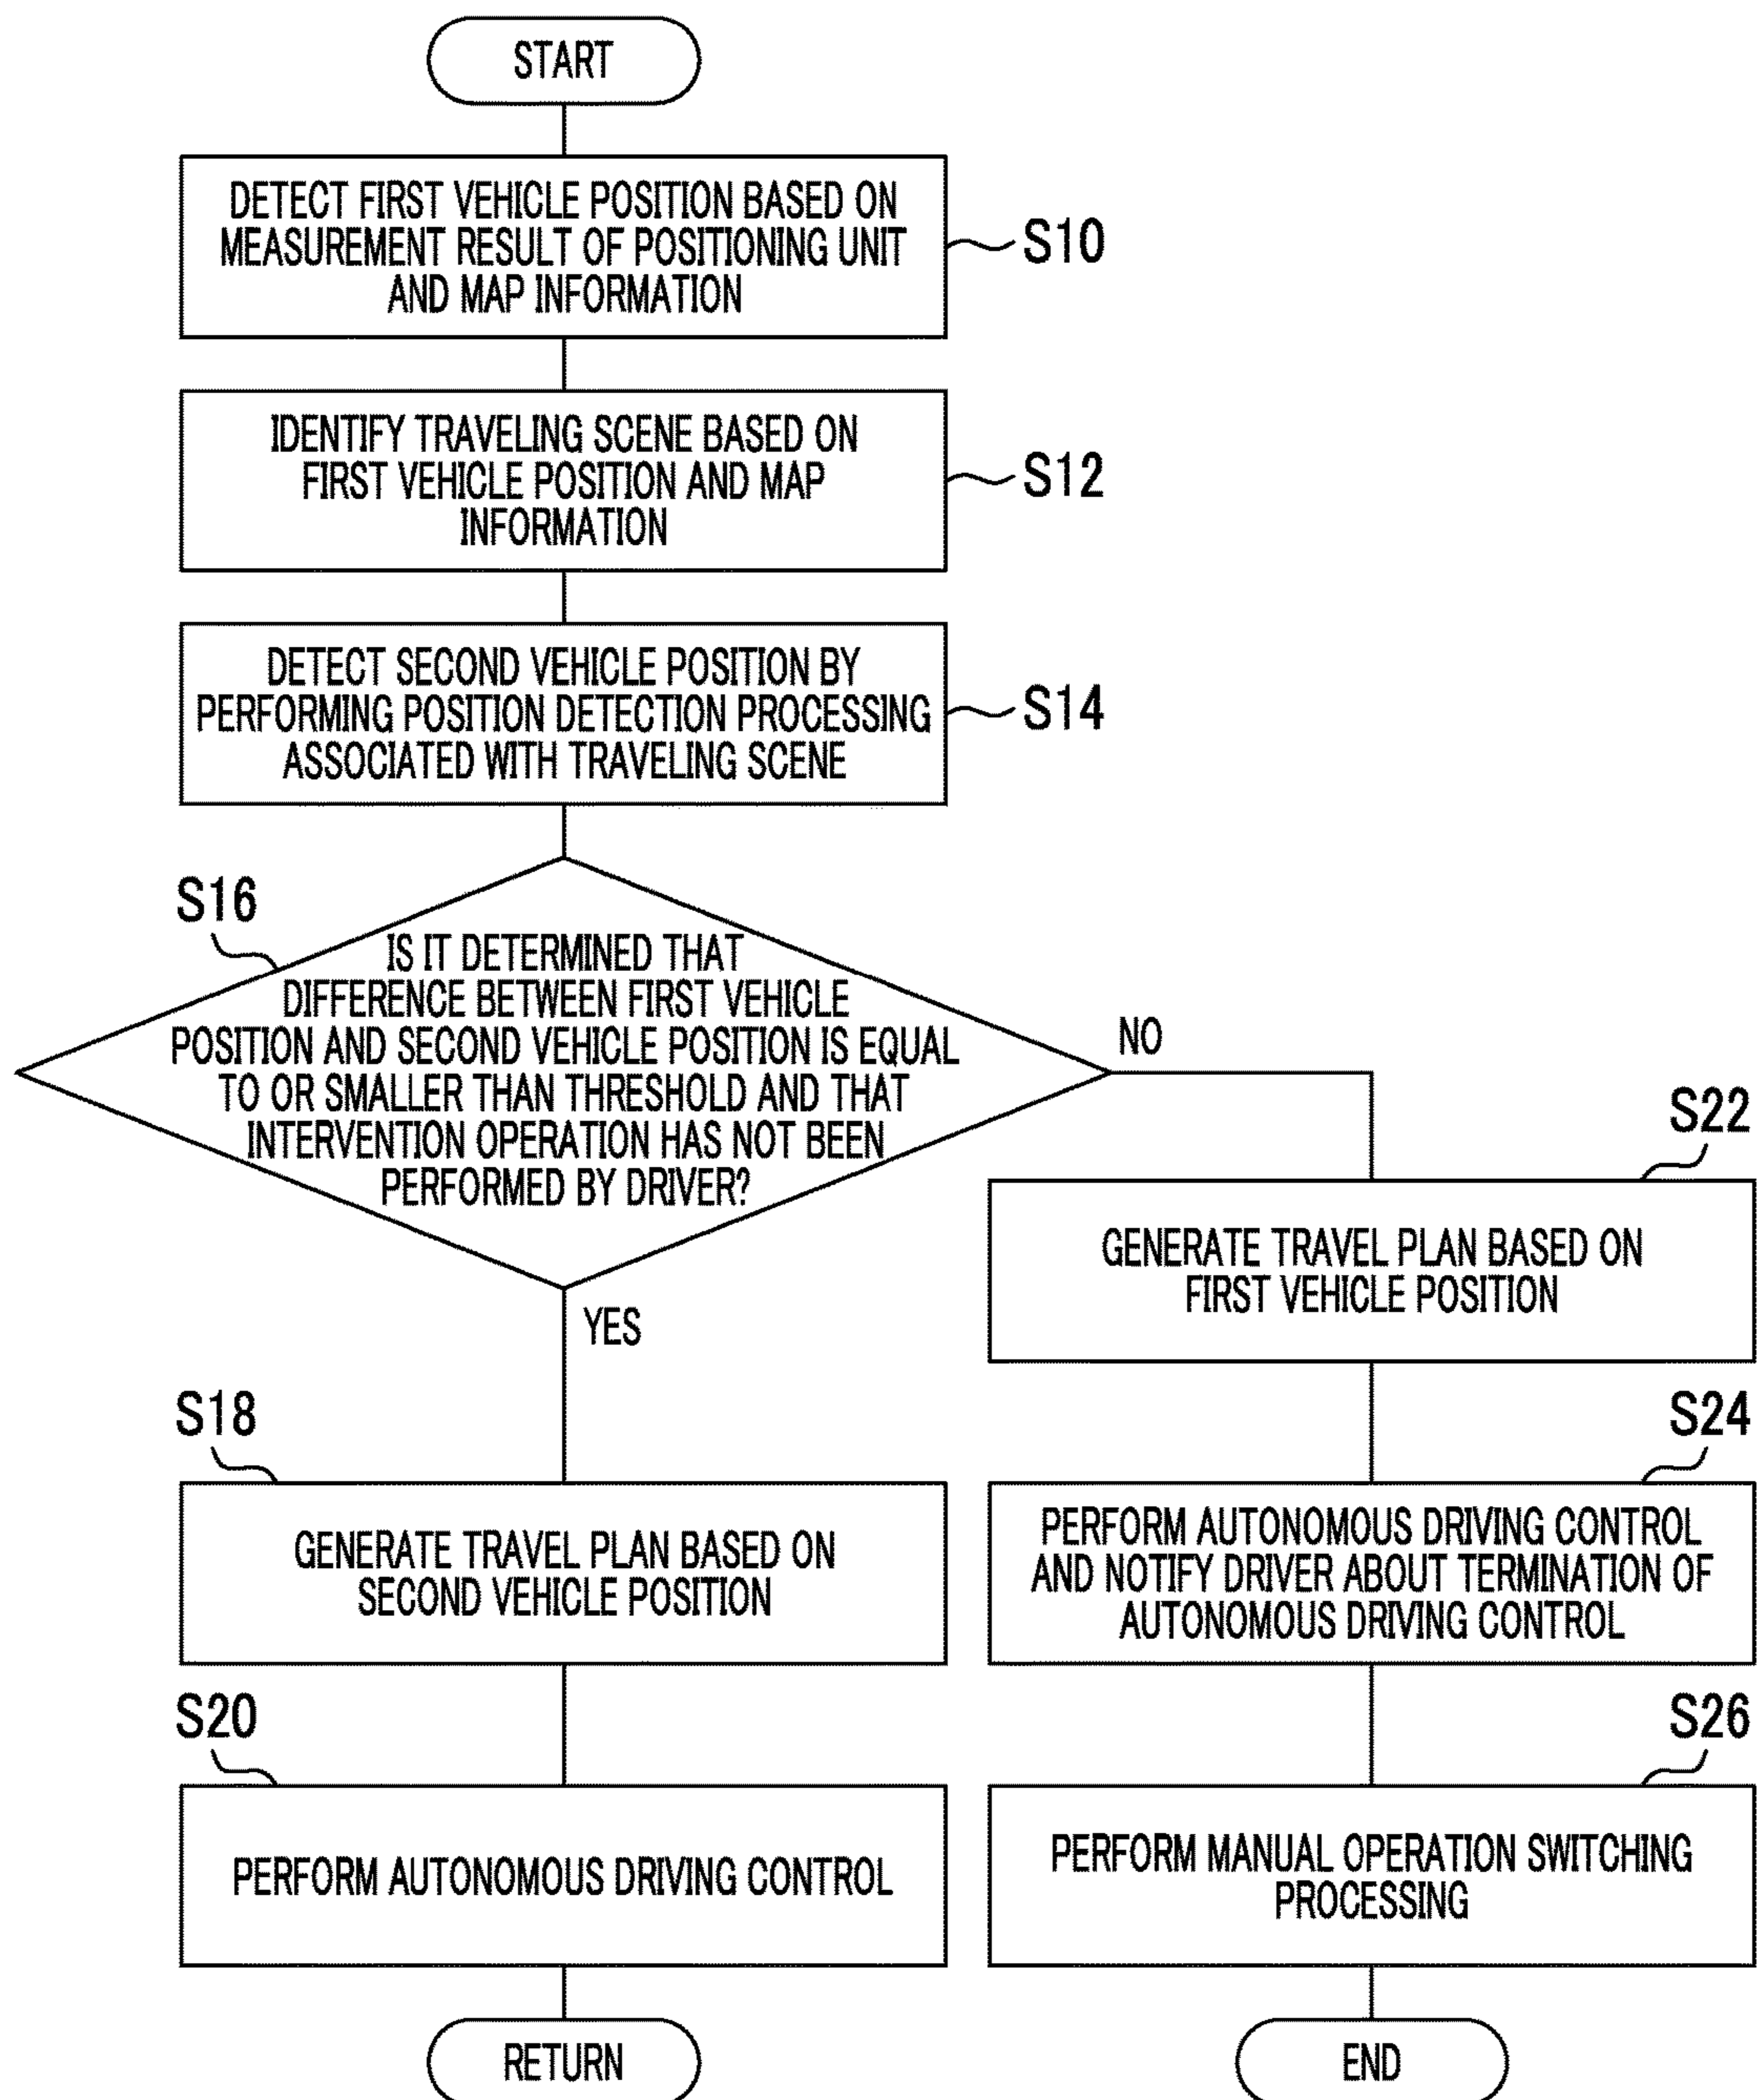 START
DETECT FIRST VEHICLE POSITION BASED ON
MEASUREMENT RESULT OF POSITIONING UNIT
AND MAP INFORMATION
S10
IDENTIFY TRAVELING SCENE BASED ON
FIRST VEHICLE POSITION AND MAP
INFORMATION
S12
DETECT SECOND VEHICLE POSITION BY
PERFORMING POSITION DETECTION PROCESSING
ASSOCIATED WITH TRAVELING SCENE
S14
S16
IS IT DETERMINED THAT
DIFFERENCE BETWEEN FIRST VEHICLE
POSITION AND SECOND VEHICLE POSITION IS EQUAL
TO OR SMALLER THAN THRESHOLD AND THAT
INTERVENTION OPERATION HAS NOT BEEN
PERFORMED BY DRIVER?
NO
YES
S18
GENERATE TRAVEL PLAN BASED ON
SECOND VEHICLE POSITION
S20
PERFORM AUTONOMOUS DRIVING CONTROL
RETURN
S22
GENERATE TRAVEL PLAN BASED ON
FIRST VEHICLE POSITION
S24
PERFORM AUTONOMOUS DRIVING CONTROL
AND NOTIFY DRIVER ABOUT TERMINATION OF
AUTONOMOUS DRIVING CONTROL
S26
PERFORM MANUAL OPERATION SWITCHING
PROCESSING
END